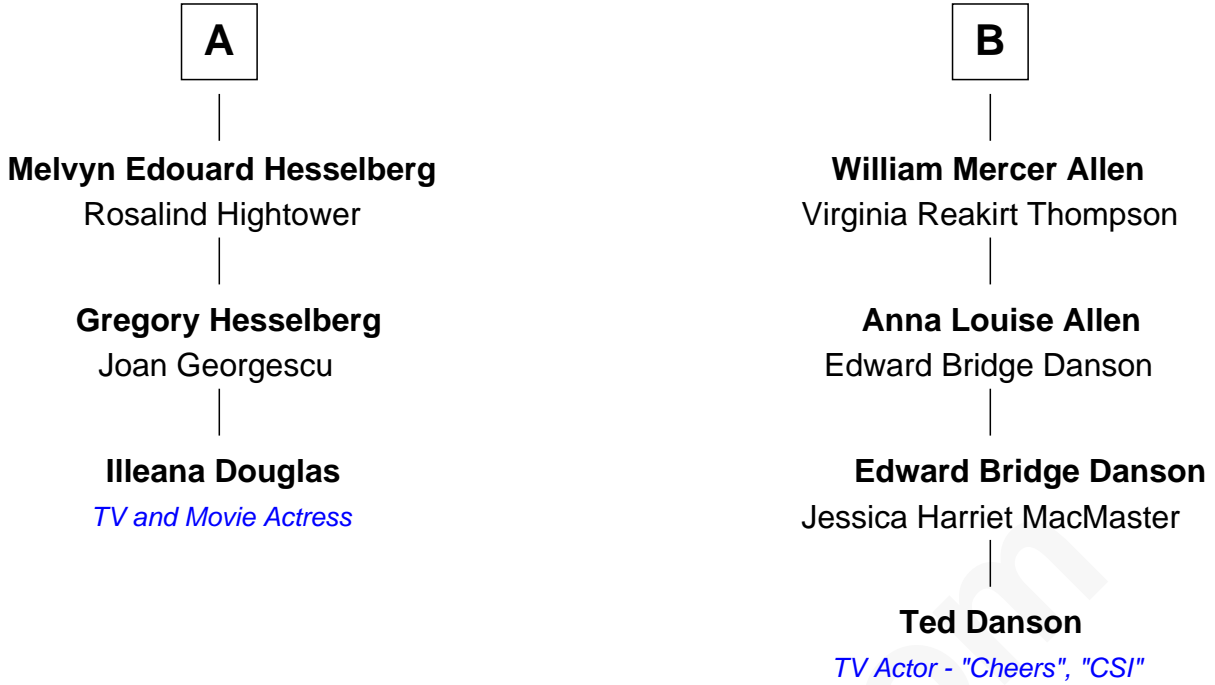 A
Melvyn Edouard Hesselberg
Rosalind Hightower
Gregory Hesselberg
Joan Georgescu
Illeana Douglas
TV and Movie Actress
B
William Mercer Allen
Virginia Reakirt Thompson
Anna Louise Allen
Edward Bridge Danson
Edward Bridge Danson
Jessica Harriet MacMaster
Ted Danson
TV Actor - "Cheers", "CSI"